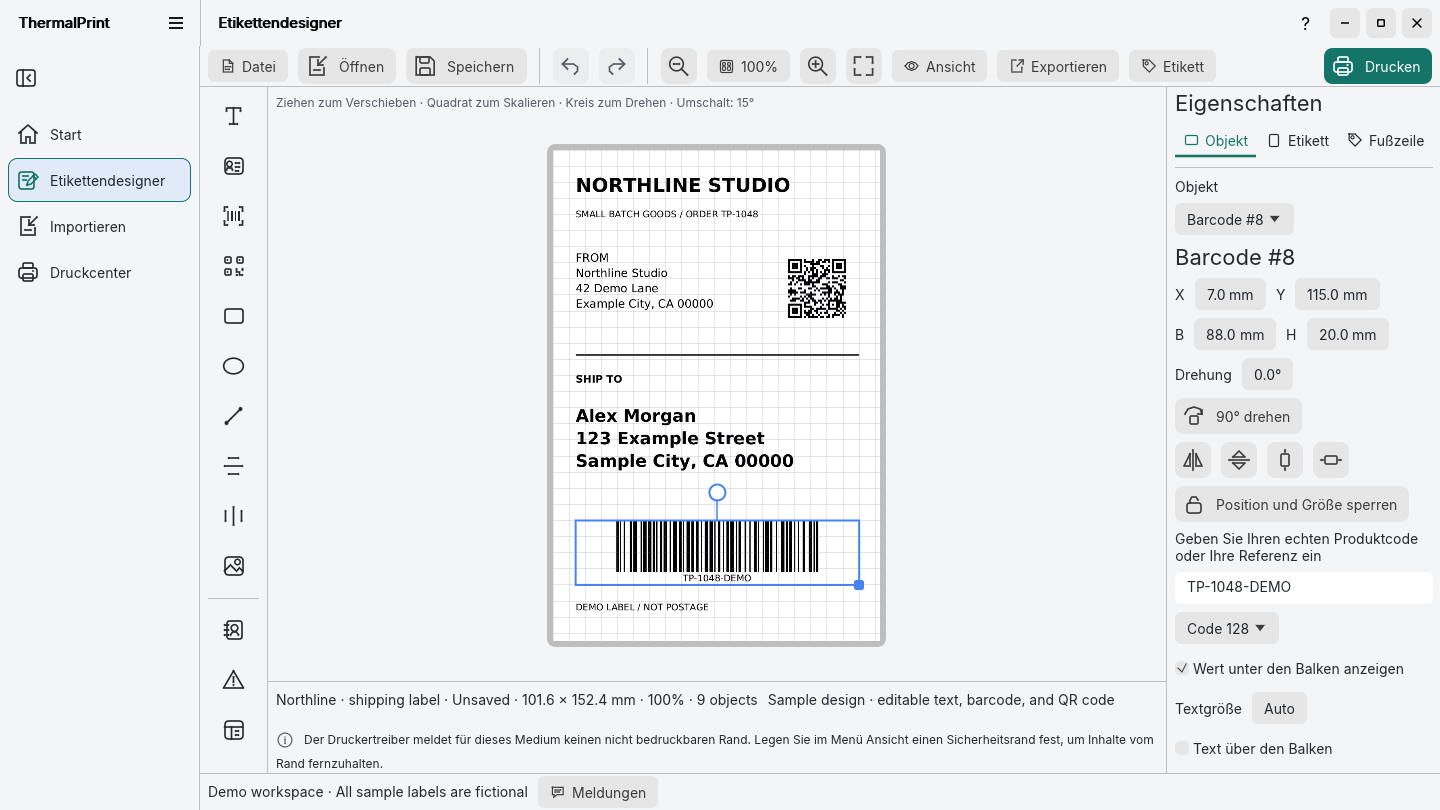 ThermalPrint
Etikettendesigner
?
Datei
Öffnen
Speichern
100%
Ansicht
Exportieren
Etikett
Drucken
Start
Etikettendesigner
Importieren
Druckcenter
Ziehen zum Verschieben · Quadrat zum Skalieren · Kreis zum Drehen · Umschalt: 15°
NORTHLINE STUDIO
SMALL BATCH GOODS / ORDER TP-1048
FROM
Northline Studio
42 Demo Lane
Example City, CA 00000
SHIP TO
Alex Morgan
123 Example Street
Sample City, CA 00000
TP-1048-DEMO
DEMO LABEL / NOT POSTAGE
Northline · shipping label · Unsaved · 101.6 × 152.4 mm · 100% · 9 objects Sample design · editable text, barcode, and QR code
Der Druckertreiber meldet für dieses Medium keinen nicht bedruckbaren Rand. Legen Sie im Menü Ansicht einen Sicherheitsrand fest, um Inhalte vom
Rand fernzuhalten.
Eigenschaften
Objekt
Etikett
Fußzeile
Objekt
Barcode #8
Barcode #8
X 7.0 mm Y 115.0 mm
B 88.0 mm H 20.0 mm
Drehung 0.0°
90° drehen
Position und Größe sperren
Geben Sie Ihren echten Produktcode
oder Ihre Referenz ein
TP-1048-DEMO
Code 128
Wert unter den Balken anzeigen
Textgröße Auto
Text über den Balken
Demo workspace · All sample labels are fictional
Meldungen